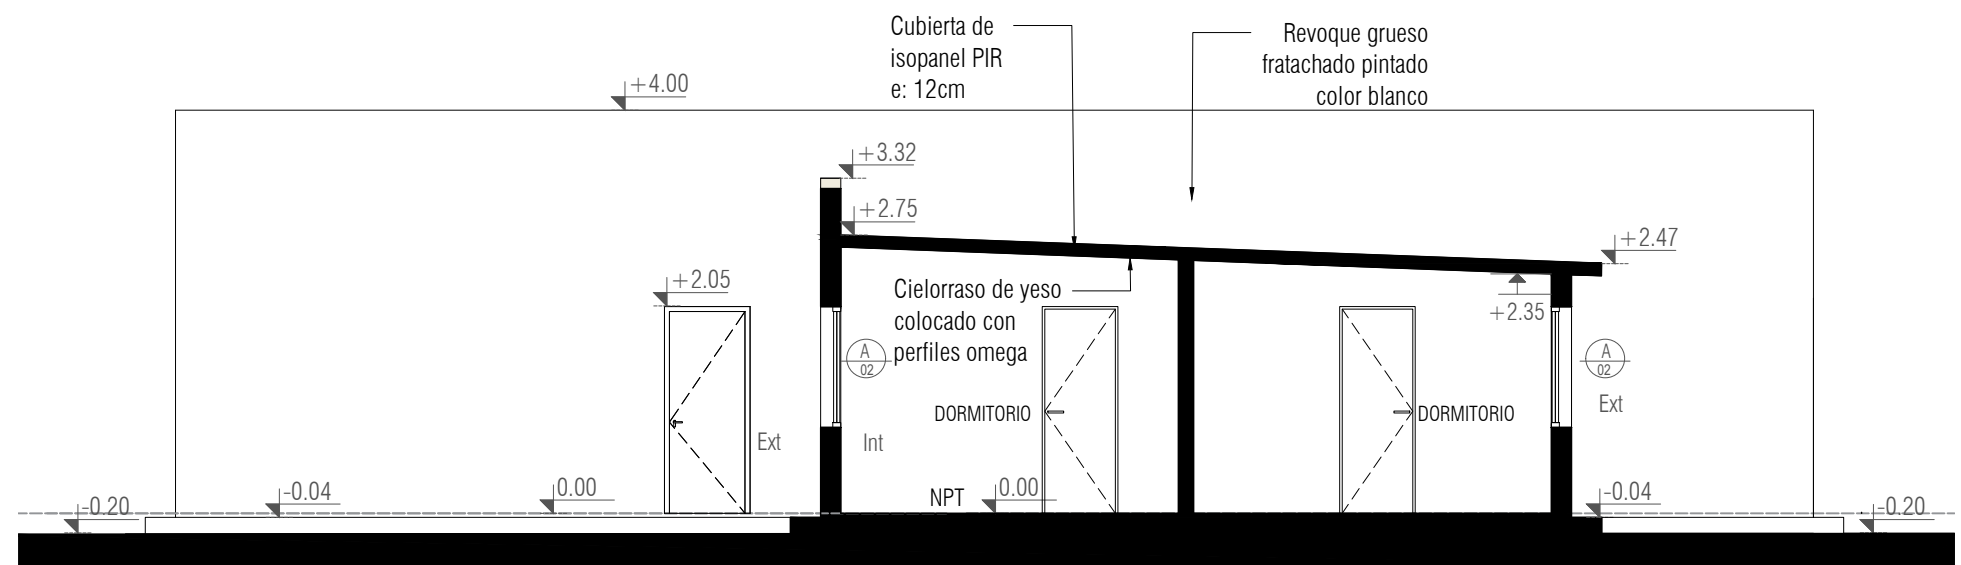 Cubierta de
isopanel PIR
e: 12cm
Revoque grueso
fratachado pintado
color blanco
+4.00
+3.32
+2.75
+2.47
+2.05
Cielorraso de yeso
colocado con
perfiles omega
+2.35
A
02
A
02
Ext
DORMITORIO
DORMITORIO
Ext
Int
-0.20
-0.04
0.00
NPT
0.00
-0.04
-0.20